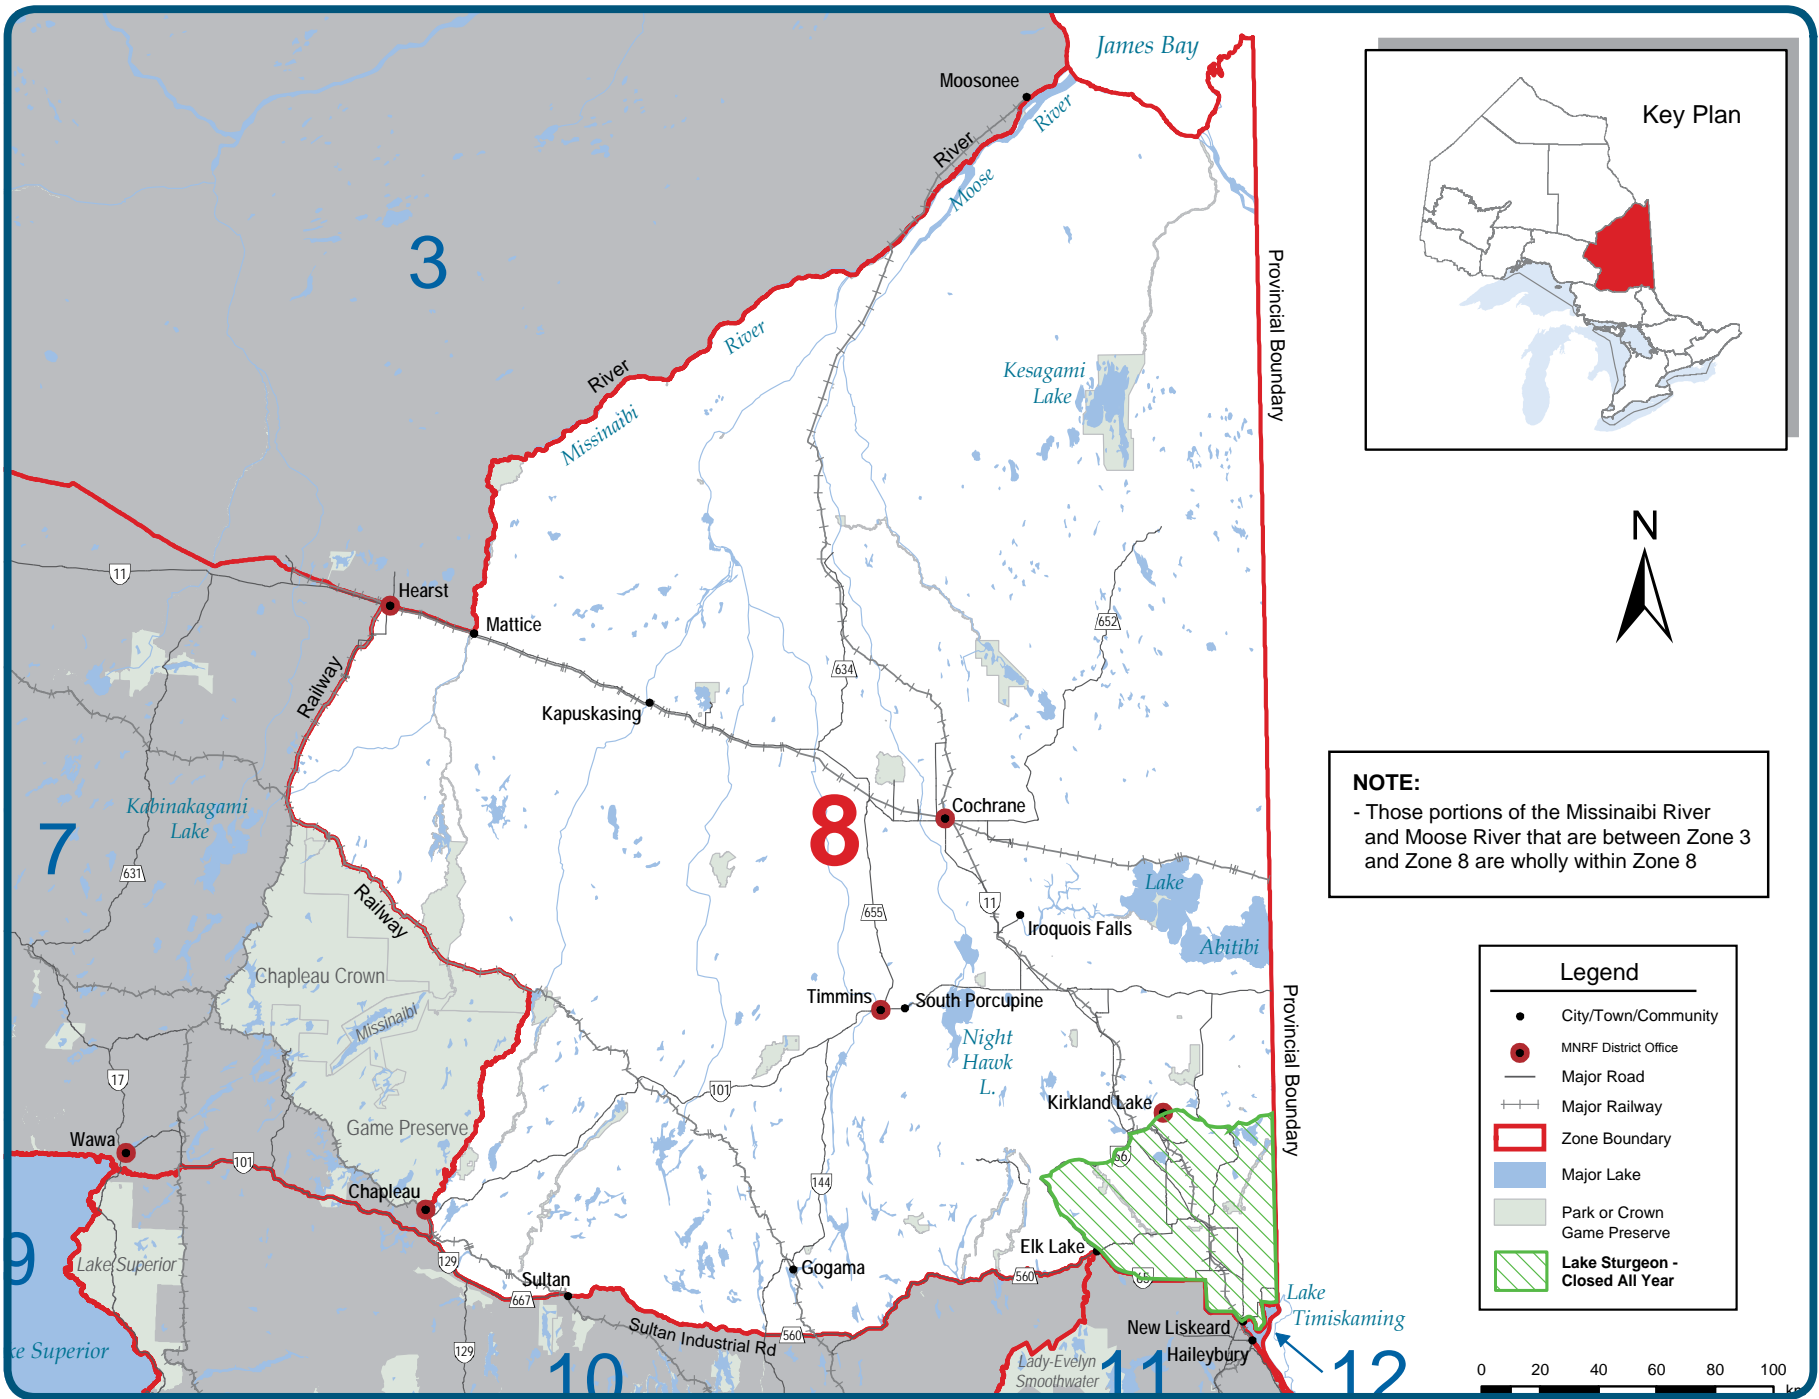 James Bay
Moosonee
River
River
Moose
3
Key Plan
Provincial Boundary
River
River
Missinaibi
Kesagami
Lake
N
11
Hearst
Mattice
652
634
Railway
Kapuskasing
NOTE:
- Those portions of the Missinaibi River
and Moose River that are between Zone 3
and Zone 8 are wholly within Zone 8
Kabinakagami
Lake
7
8
Cochrane
631
Railway
Lake
Abitibi
655
11
Iroquois Falls
Chapleau Crown
Missinaibi
Game Preserve
Timmins
South Porcupine
Night
Hawk
L.
Provincial Boundary
Legend
City/Town/Community
MNRF District Office
Major Road
Major Railway
Zone Boundary
Major Lake
Park or Crown
Game Preserve
Lake Sturgeon -
Closed All Year
17
101
Kirkland Lake
Wawa
101
66
Chapleau
144
9
Lake Superior
129
Elk Lake
Sultan
667
Gogama
560
65
Lake
Timiskaming
Sultan Industrial Rd
560
New Liskeard
Haileybury
ke Superior
129
10
Lady-Evelyn
Smoothwater
11
12
0 20 40 60 80 100